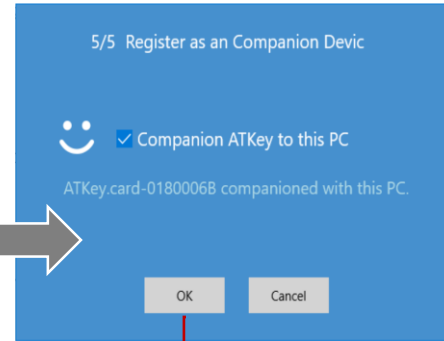 5/5 Register as an Companion Devic
Companion ATKey to this PC
ATKey.card-0180006B companioned with this PC.
OK
Cancel